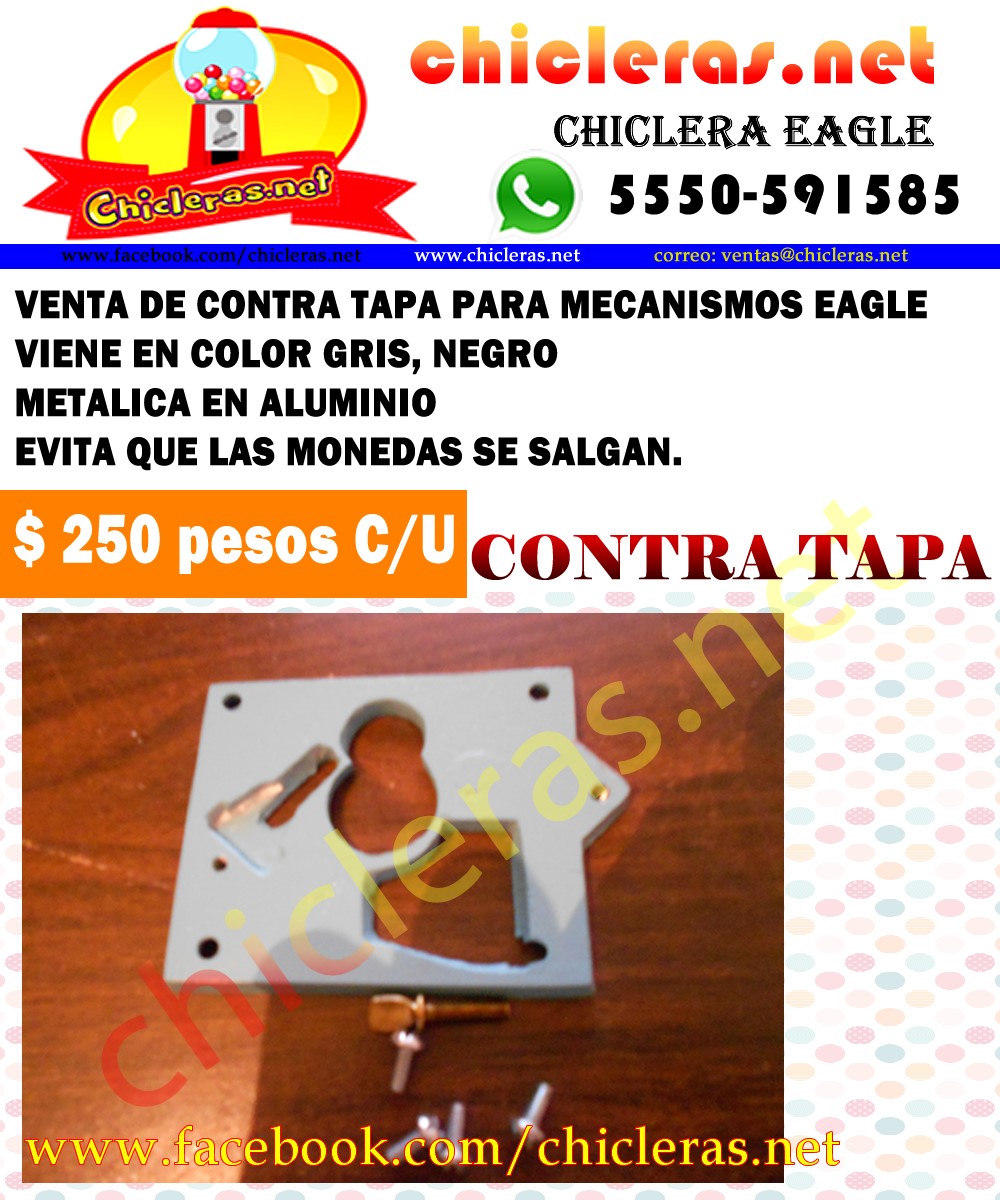 chicleras.net
Chicleras.net
CHICLERA EAGLE
5550-591585
www.facebook.com/chicleras.net www.chicleras.net correo: ventas@chicleras.net
VENTA DE CONTRA TAPA PARA MECANISMOS EAGLE
VIENE EN COLOR GRIS, NEGRO
METALICA EN ALUMINIO
EVITA QUE LAS MONEDAS SE SALGAN.
$ 250 pesos C/U
CONTRA TAPA
chicleras.net
www.facebook.com/chicleras.net